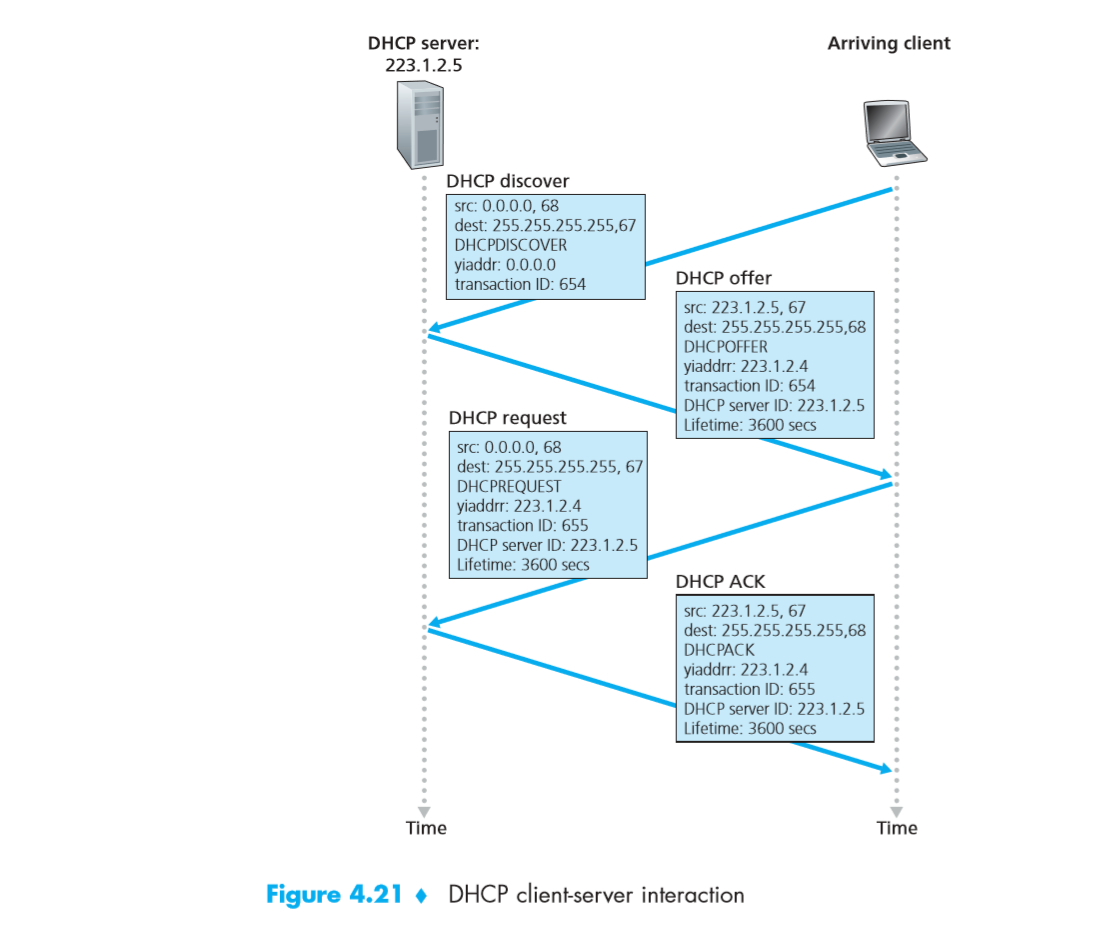 DHCP server:
223.1.2.5
Arriving client
DHCP discover
src: 0.0.0.0, 68
dest: 255.255.255.255,67
DHCPDISCOVER
yiaddr: 0.0.0.0
transaction ID: 654
DHCP offer
src: 223.1.2.5, 67
dest: 255.255.255.255,68
DHCPOFFER
yiaddrr: 223.1.2.4
transaction ID: 654
DHCP server ID: 223.1.2.5
Lifetime: 3600 secs
DHCP request
src: 0.0.0.0, 68
dest: 255.255.255.255, 67
DHCPREQUEST
yiaddrr: 223.1.2.4
transaction ID: 655
DHCP server ID: 223.1.2.5
Lifetime: 3600 secs
DHCP ACK
src: 223.1.2.5, 67
dest: 255.255.255.255,68
DHCPACK
yiaddrr: 223.1.2.4
transaction ID: 655
DHCP server ID: 223.1.2.5
Lifetime: 3600 secs
Time
Time
Figure 4.21 ♦ DHCP client-server interaction